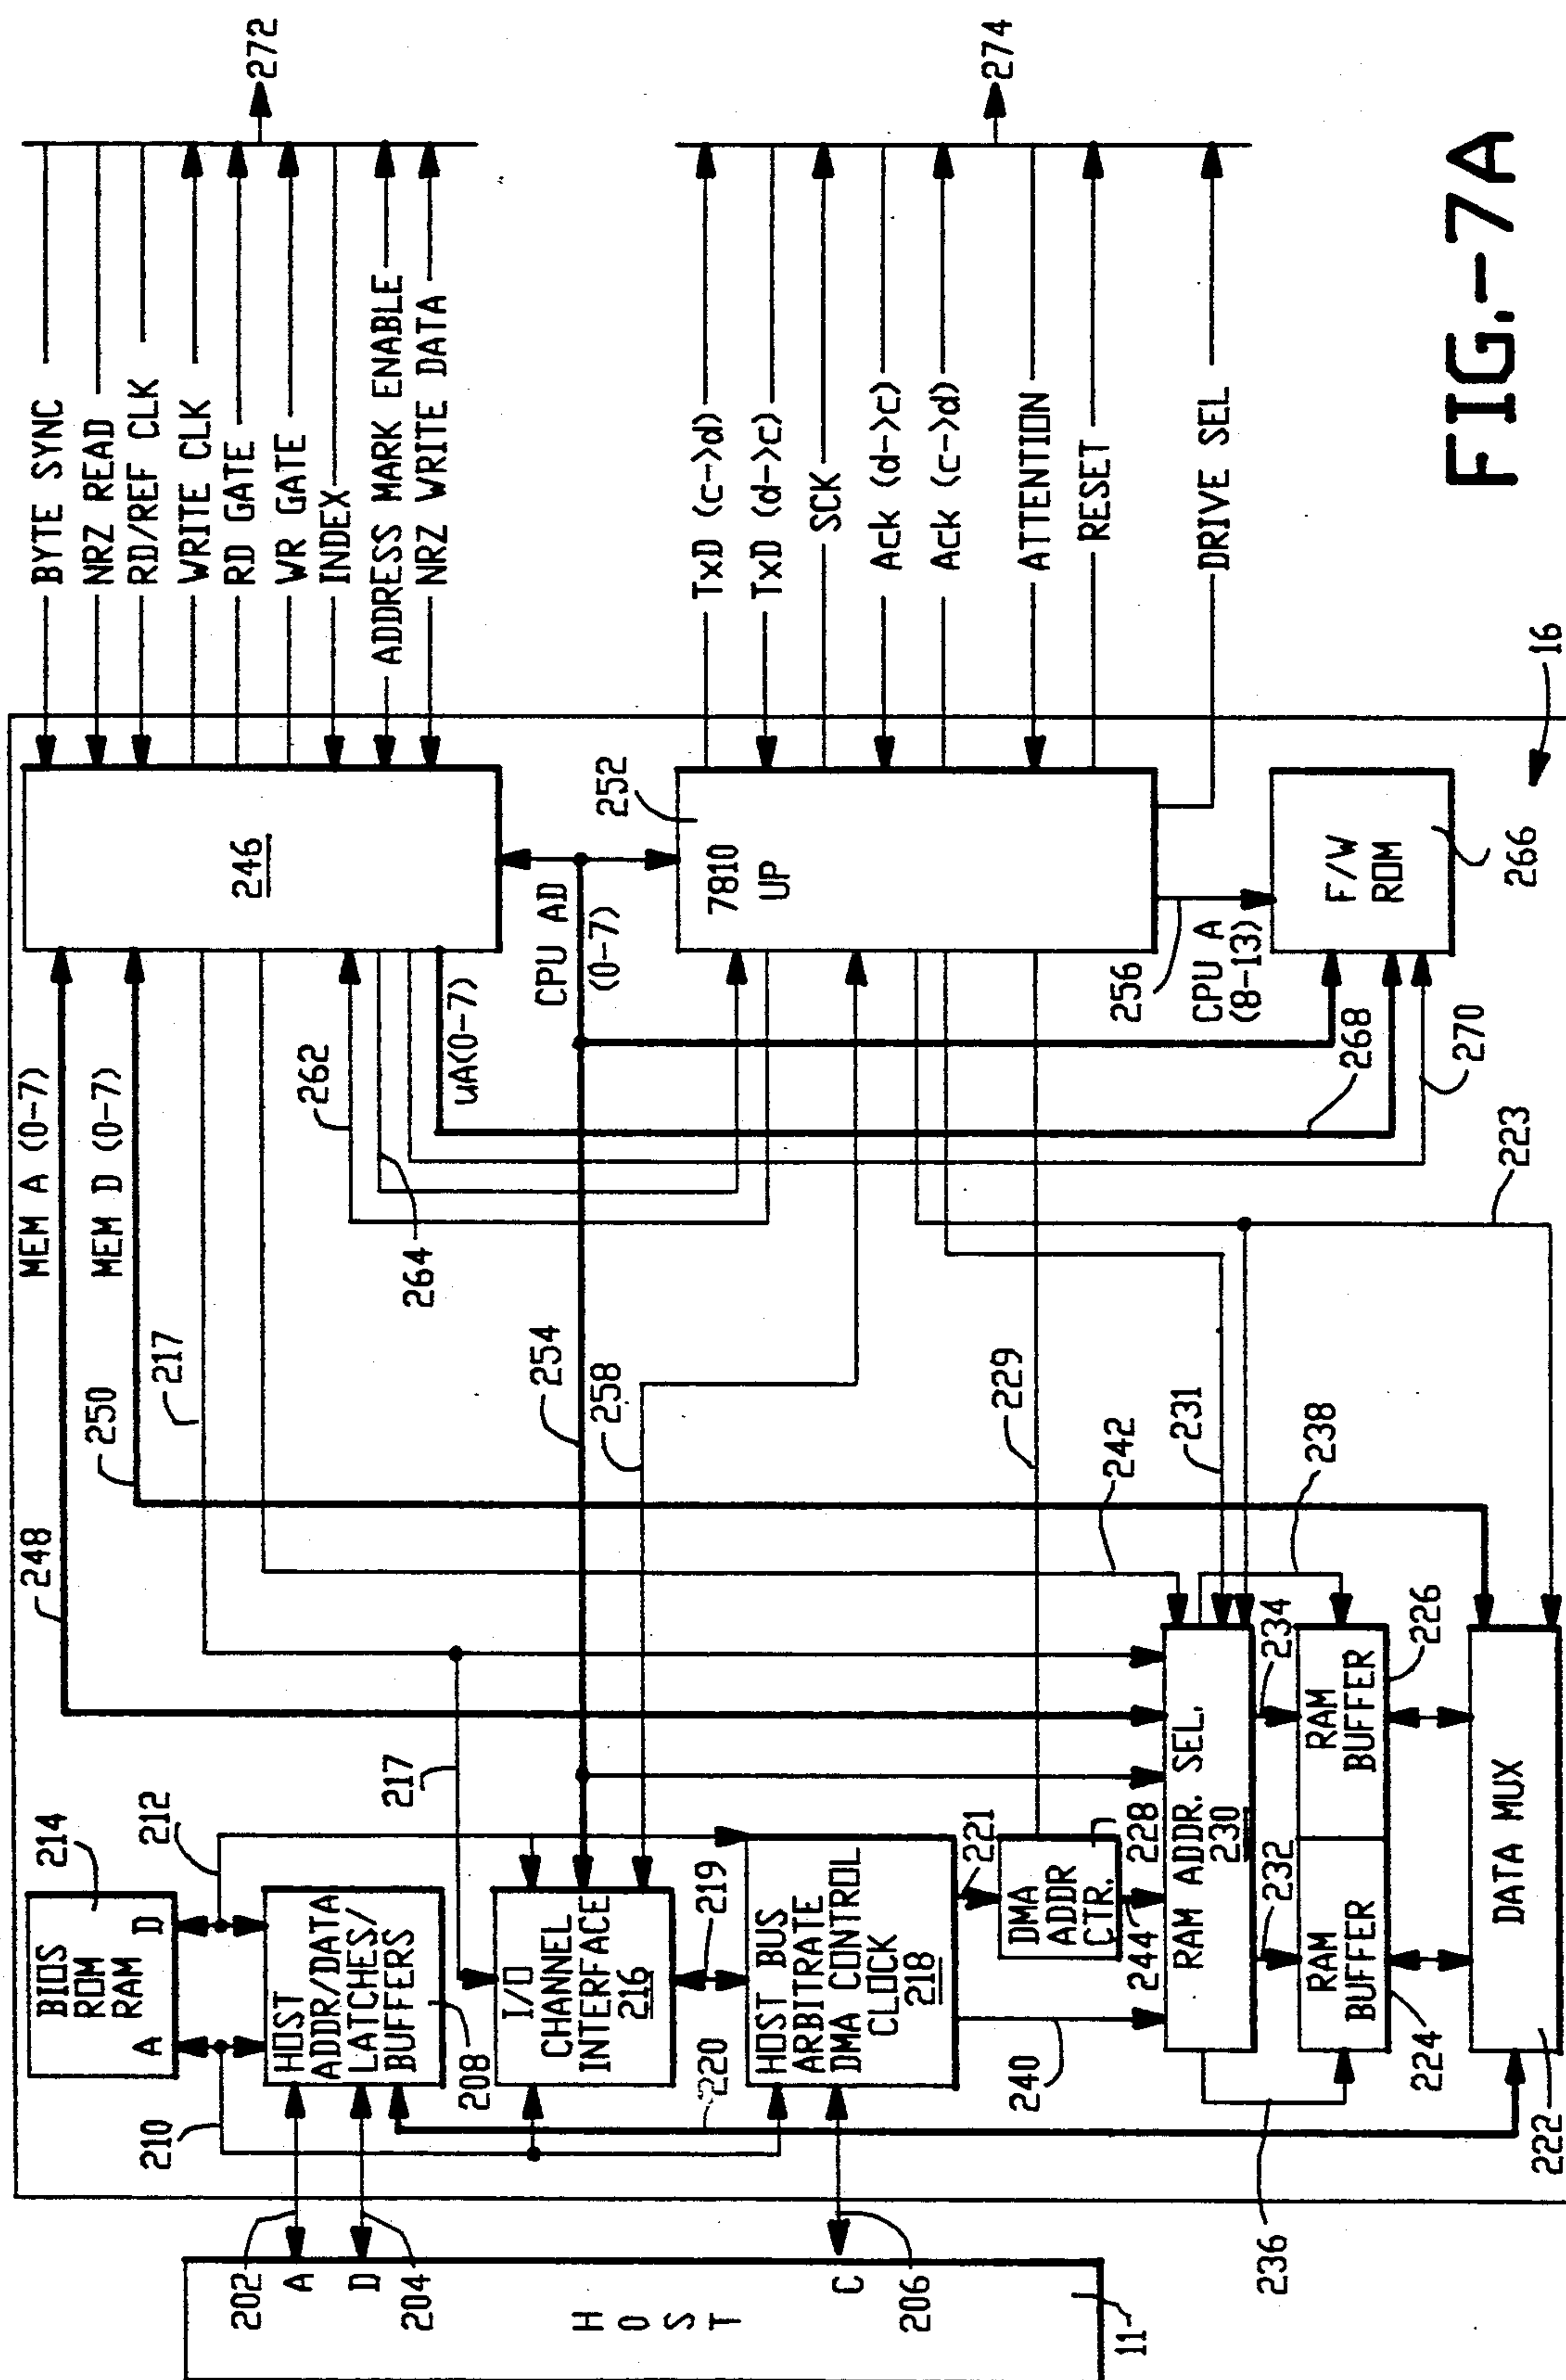 BYTE SYNC
NRZ READ
RD/REF CLK
WRITE CLK
RD GATE
WR GATE
INDEX
ADDRESS MARK ENABLE
NRZ WRITE DATA
272
TxD (c->d)
TxD (d->c)
SCK
Ack (d->c)
Ack (c->d)
ATTENTION
RESET
DRIVE SEL
274
246
MEM A (0-7)
248
MEM D (0-7)
250
217
262
264
uA(0-7)
CPU AD
(0-7)
252
7810
UP
254
258
229
256
CPU A
(8-13)
F/W
ROM
266
268
270
223
16
242
231
238
214
BIOS
ROM
RAM
A
D
212
210
HOST
ADDR/DATA
LATCHES/
BUFFERS
208
217
I/O
CHANNEL
INTERFACE
216
219
220
HOST BUS
ARBITRATE
DMA CONTROL
CLOCK
218
221
DMA
ADDR
CTR.
228
244
240
RAM ADDR. SEL.
230
232
234
236
RAM
BUFFER
224
RAM
BUFFER
226
DATA MUX
222
202
A
D
204
HOST
C
206
11
FIG.-7A